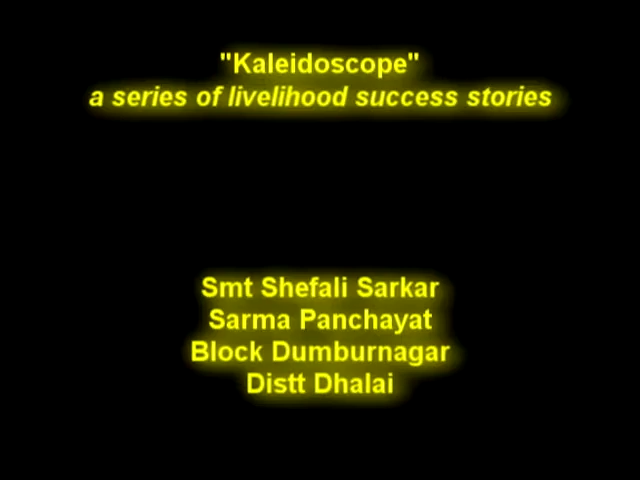 "Kaleidoscope"
a series of livelihood success stories
Smt Shefali Sarkar
Sarma Panchayat
Block Dumburnagar
Distt Dhalai